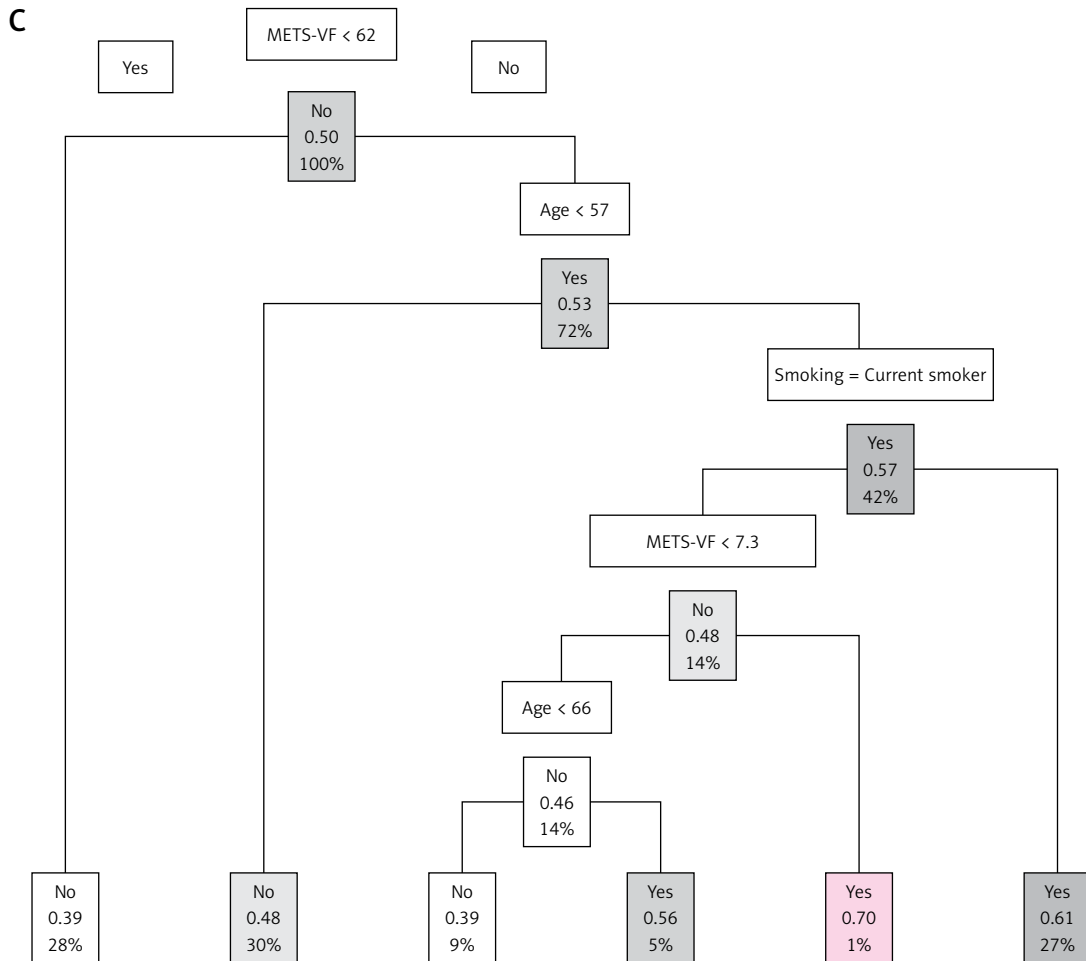 C
METS-VF < 62
Yes
No
No
0.50
100%
Age < 57
Yes
0.53
72%
Smoking = Current smoker
Yes
0.57
42%
METS-VF < 7.3
No
0.48
14%
Age < 66
No
0.46
14%
No
0.39
28%
No
0.48
30%
No
0.39
9%
Yes
0.56
5%
Yes
0.70
1%
Yes
0.61
27%